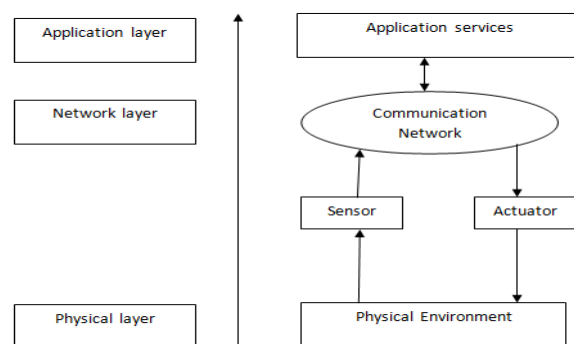 Application layer
Application services
Network layer
Communication
Network
Sensor
Actuator
Physical layer
Physical Environment